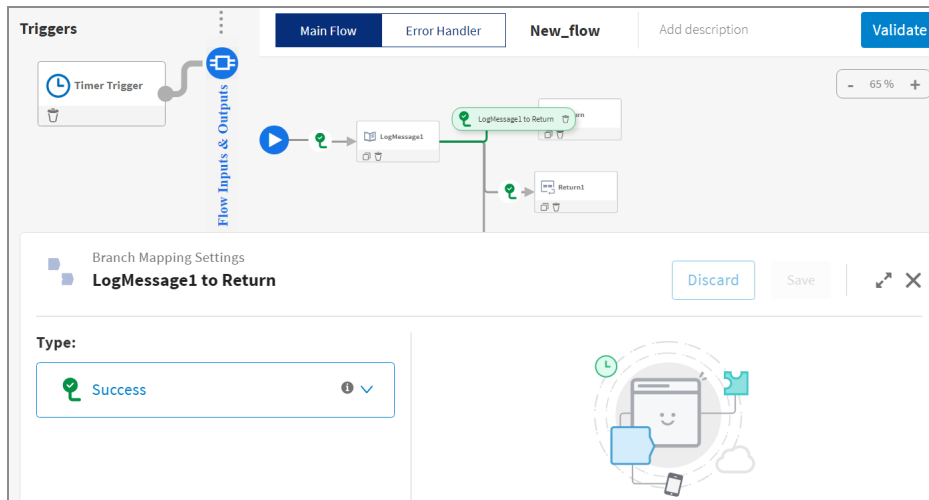 Triggers
Main Flow
Error Handler
New_flow
Add description
Validate
Timer Trigger
- 65 % +
Flow Inputs & Outputs
LogMessage1
LogMessage1 to Return
Return1
Branch Mapping Settings
LogMessage1 to Return
Discard
Save
Type:
Success